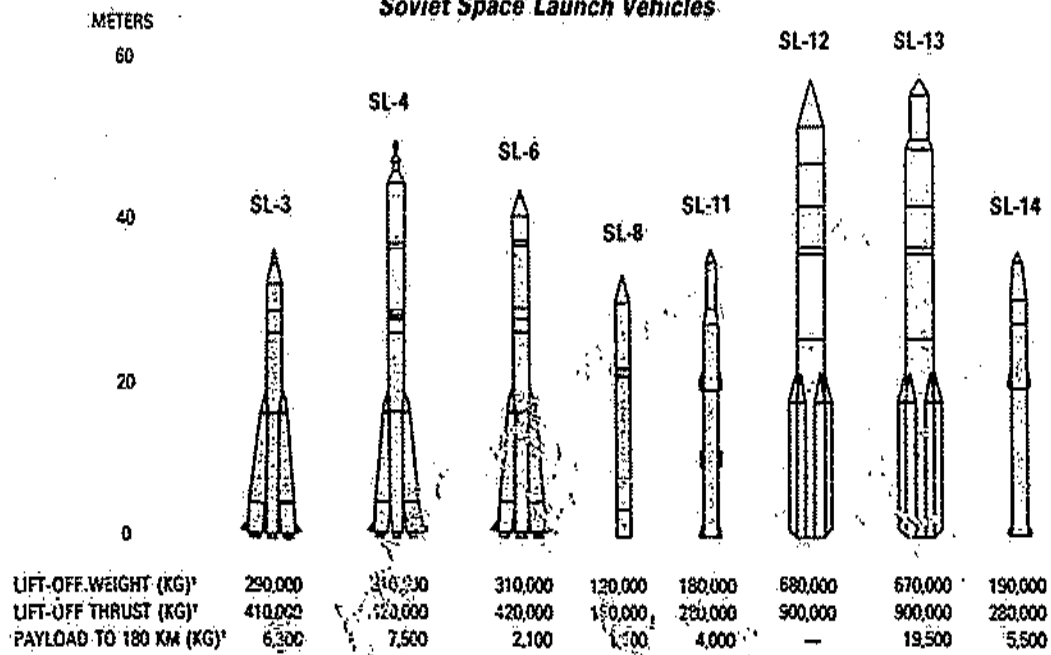 Soviet Space Launch Vehicles
METERS
60
SL-12 SL-13
SL-4
SL-6
40
SL-3
SL-8
SL-11
SL-14
20
0
LIFT-OFF WEIGHT (KG)¹ 290,000 310,000 120,000 180,000 680,000 670,000 190,000
LIFT-OFF THRUST (KG)¹ 410,000 420,000 900,000 900,000 280,000
PAYLOAD TO 180 KM (KG)¹ 6,300 7,500 2,100 4,000 — 19,500 5,500